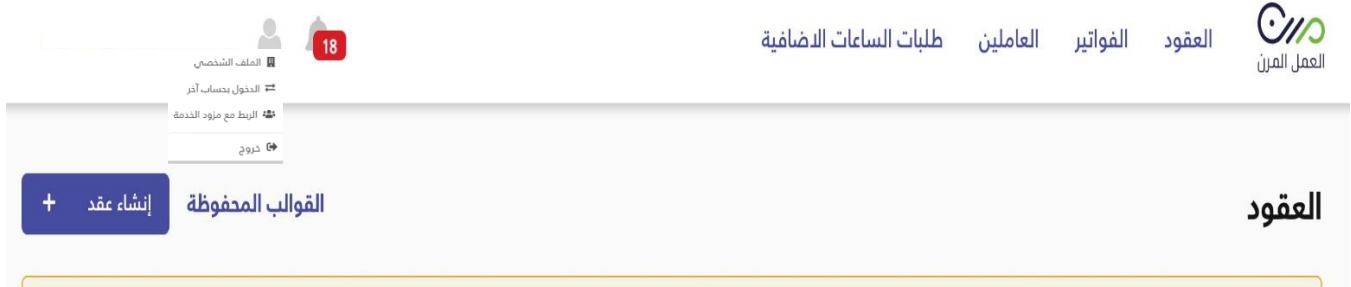 مرن
العمل المرن
العقود
الفواتير
العاملين
طلبات الساعات الاضافية
18
الملف الشخصي
الدخول بحساب آخر
الربط مع مزود الخدمة
خروج
العقود
القوالب المحفوظة
إنشاء عقد +